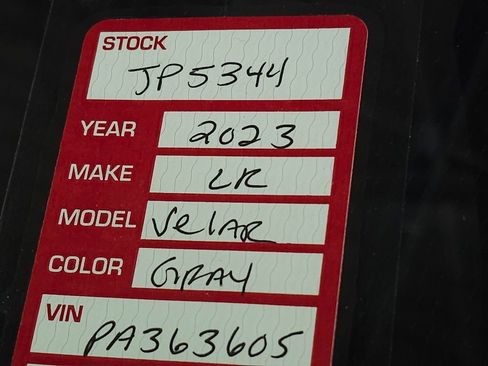 STOCK
JP5344
YEAR 2023
MAKE LR
MODEL VelAR
COLOR GRAY
VIN
PA363605